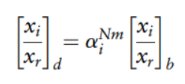 [x_i / x_r]_d = α_i^{Nm} [x_i / x_r]_b